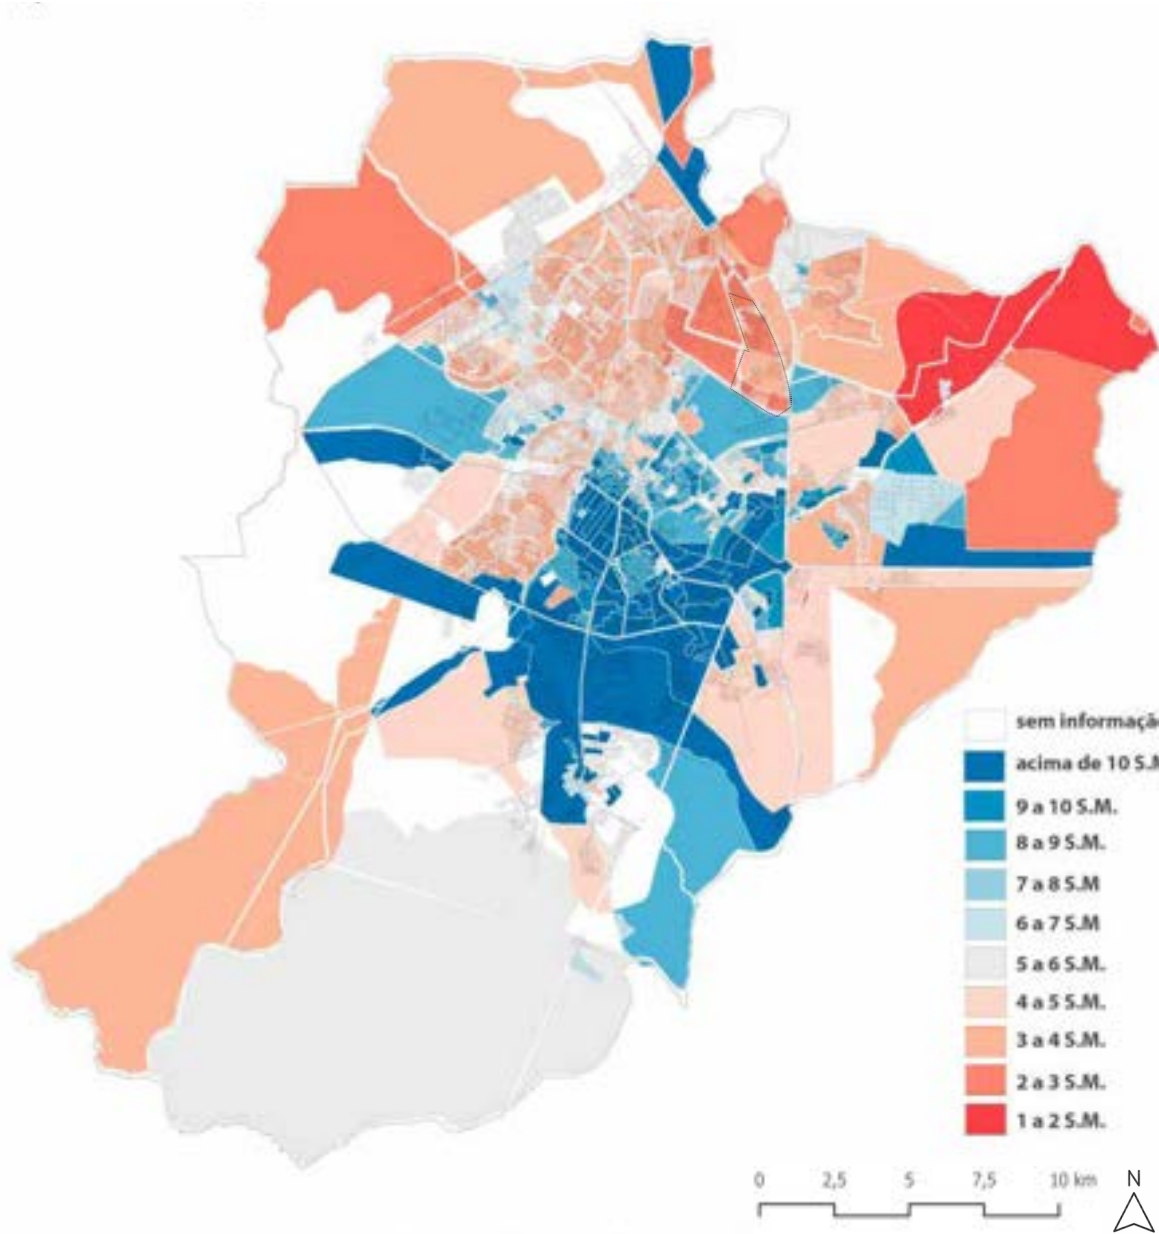 sem informaçã
acima de 10 S.M
9 a 10 S.M.
8 a 9 S.M.
7 a 8 S.M
6 a 7 S.M
5 a 6 S.M.
4 a 5 S.M.
3 a 4 S.M.
2 a 3 S.M.
1 a 2 S.M.
0 2,5 5 7,5 10 km
N